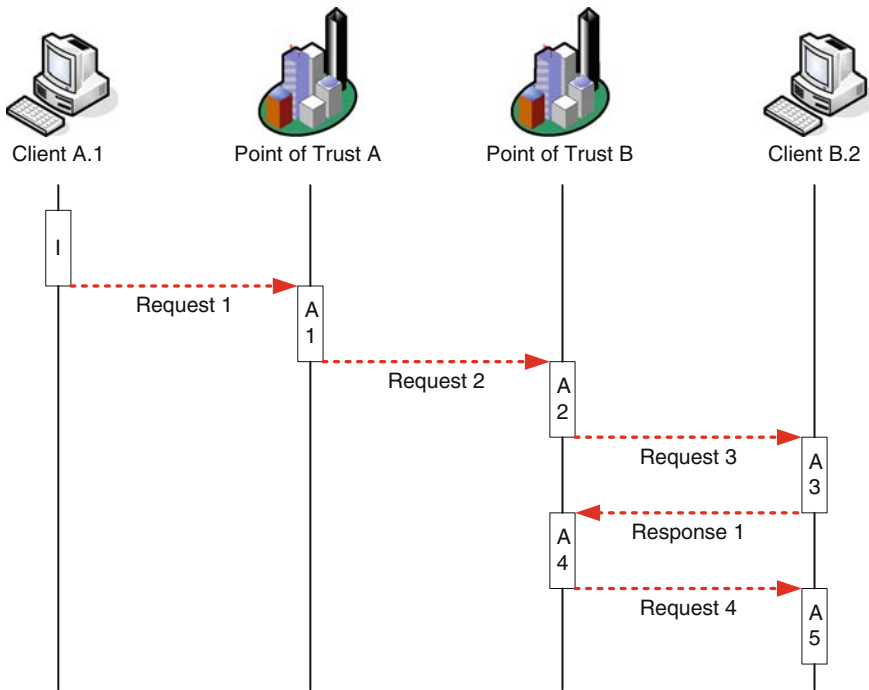 Client A.1
Point of Trust A
Point of Trust B
Client B.2
I
Request 1
A
1
Request 2
A
2
Request 3
A
3
Response 1
A
4
Request 4
A
5